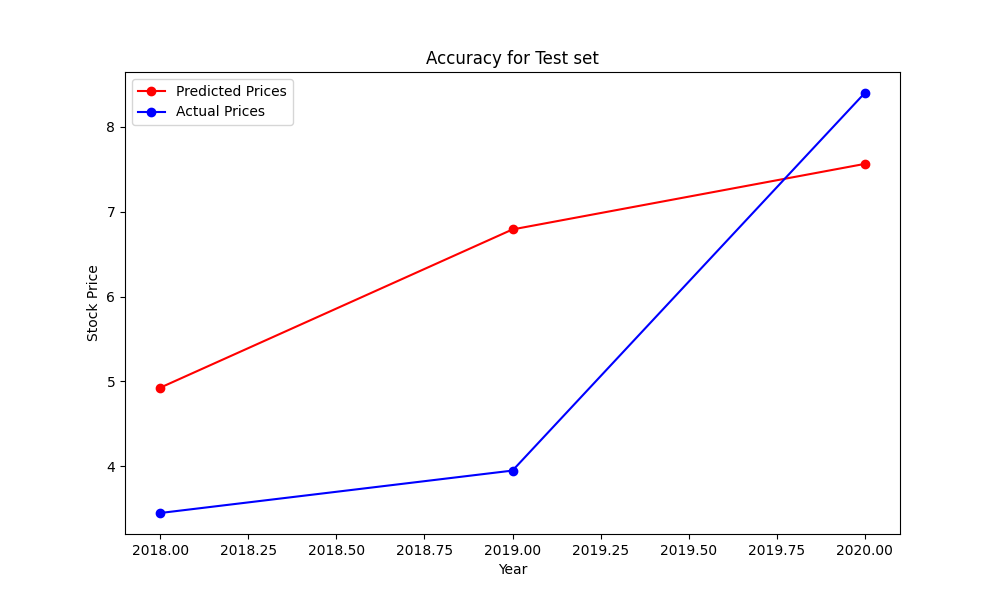 Accuracy for Test set
Predicted Prices
Actual Prices
8
7
6
5
4
Stock Price
2018.00 2018.25 2018.50 2018.75 2019.00 2019.25 2019.50 2019.75 2020.00
Year